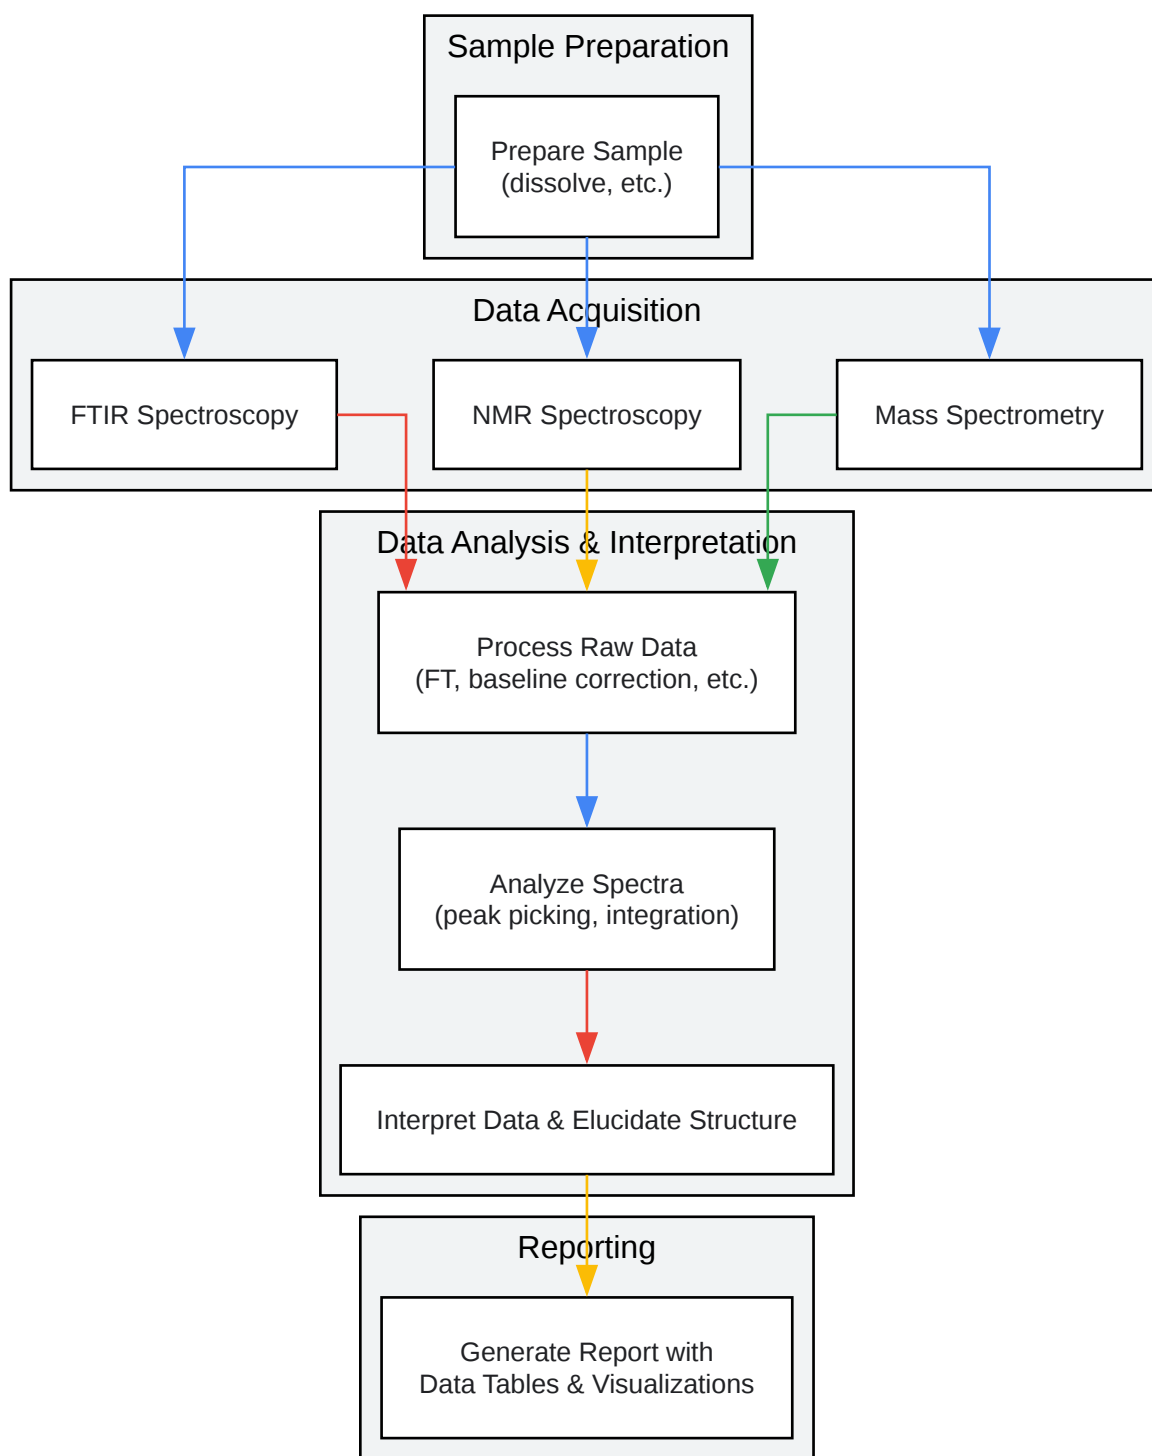 Sample Preparation
Prepare Sample
(dissolve, etc.)
Data Acquisition
FTIR Spectroscopy
NMR Spectroscopy
Mass Spectrometry
Data Analysis & Interpretation
Process Raw Data
(FT, baseline correction, etc.)
Analyze Spectra
(peak picking, integration)
Interpret Data & Elucidate Structure
Reporting
Generate Report with
Data Tables & Visualizations